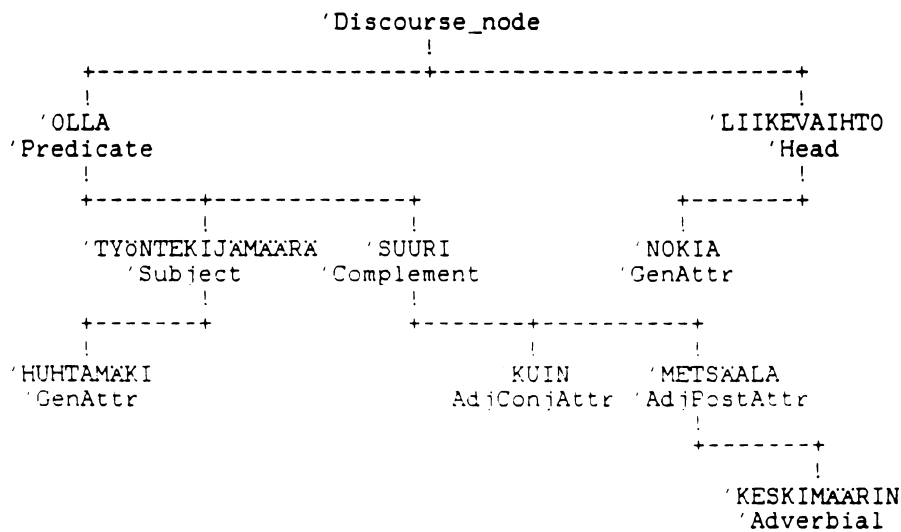 'Discourse_node
'OLLA 'LIIKEVAIHTO
'Predicate 'Head
'TYÖNTEKIJÄMÄÄRÄ 'SUURI 'NOKIA
'Subject 'Complement 'GenAttr
'HUHTAMÄKI KUIN 'METSÄALA
'GenAttr AdjConjAttr 'AdjPostAttr
'KESKIMÄÄRIN
'Adverbial